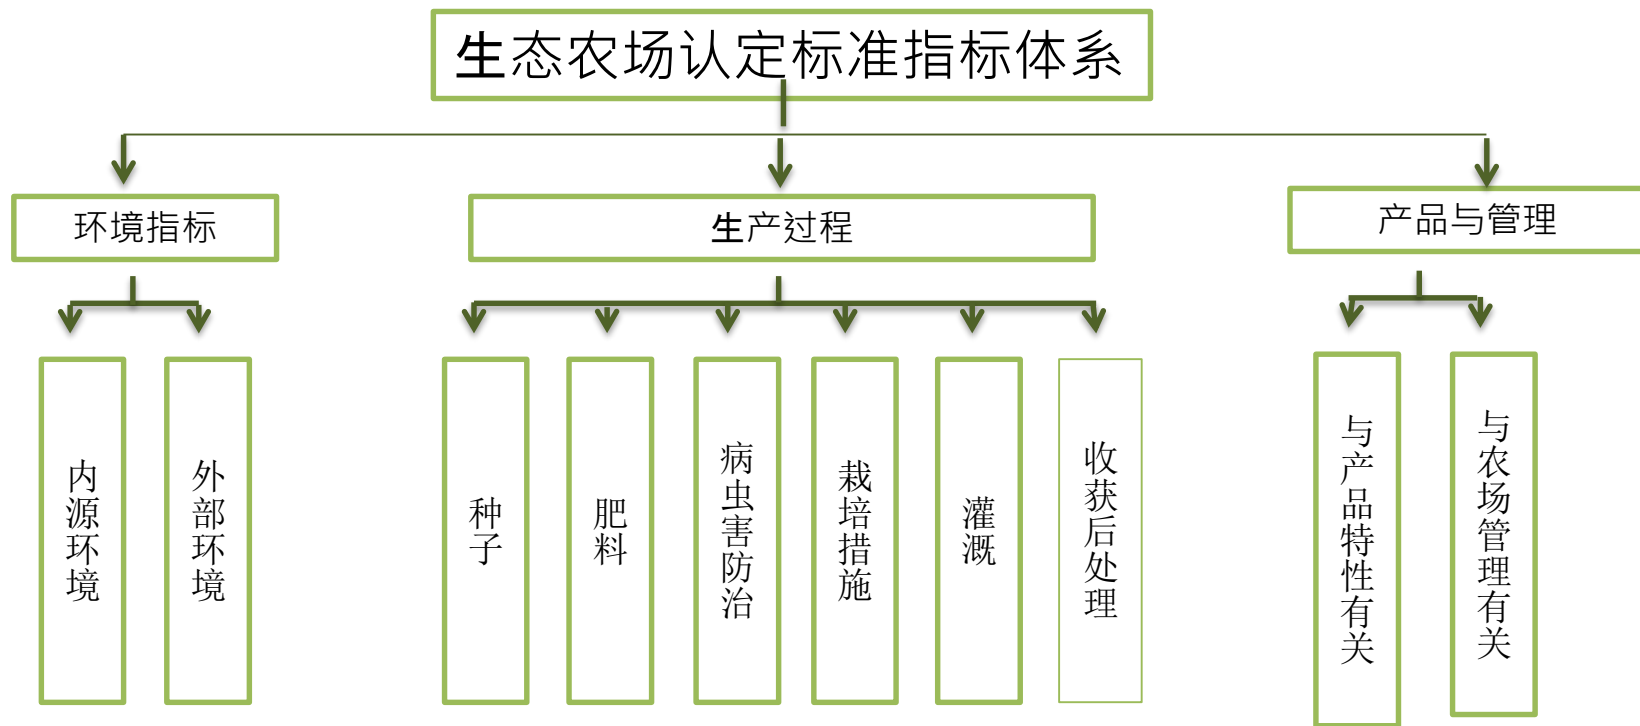 生态农场认定标准指标体系
环境指标
生产过程
产品与管理
内源环境
外部环境
种子
肥料
病虫害防治
栽培措施
灌溉
收获后处理
与产品特性有关
与农场管理有关